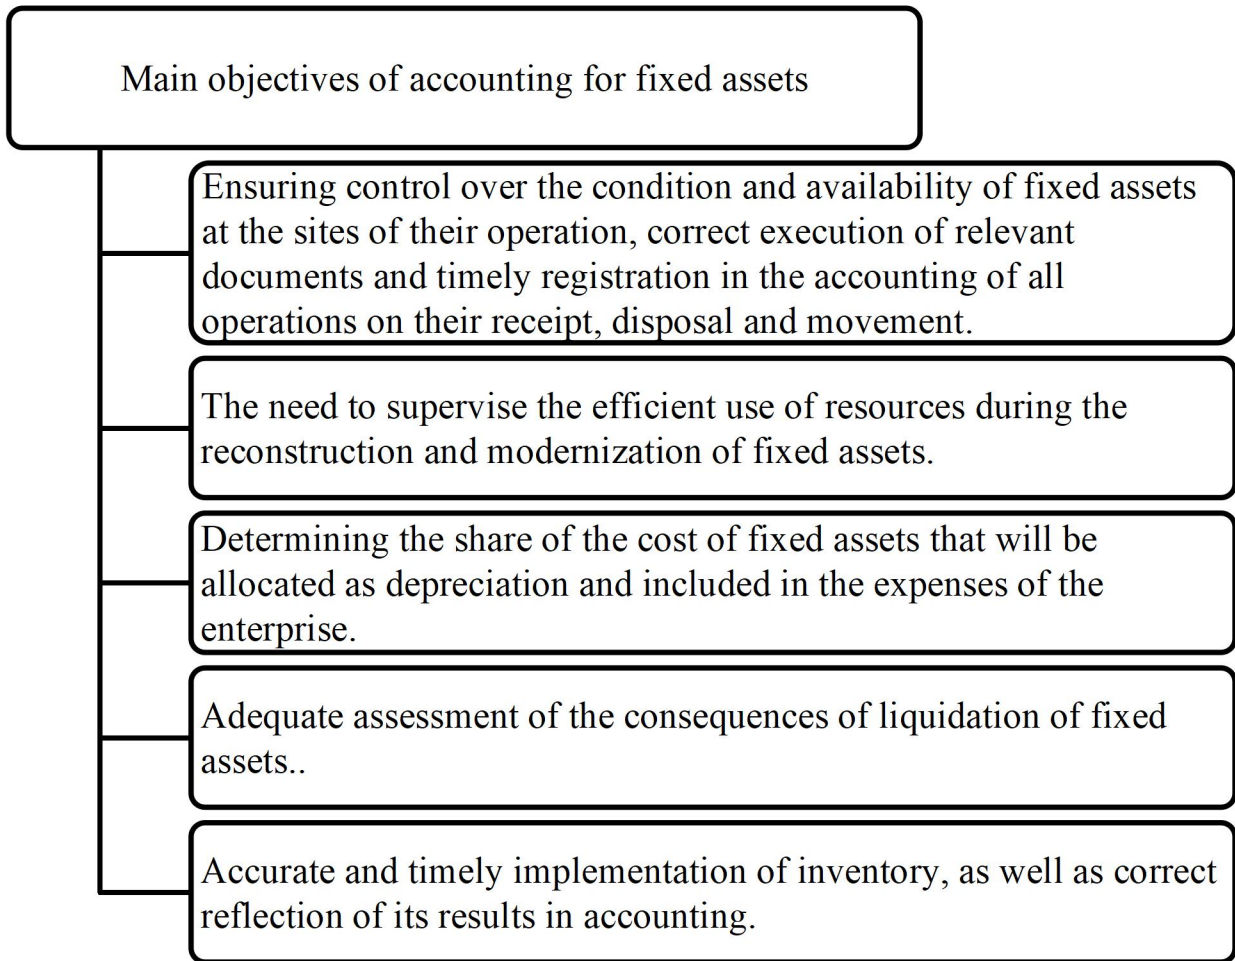 Main objectives of accounting for fixed assets
Ensuring control over the condition and availability of fixed assets
at the sites of their operation, correct execution of relevant
documents and timely registration in the accounting of all
operations on their receipt, disposal and movement.
The need to supervise the efficient use of resources during the
reconstruction and modernization of fixed assets.
Determining the share of the cost of fixed assets that will be
allocated as depreciation and included in the expenses of the
enterprise.
Adequate assessment of the consequences of liquidation of fixed
assets..
Accurate and timely implementation of inventory, as well as correct
reflection of its results in accounting.